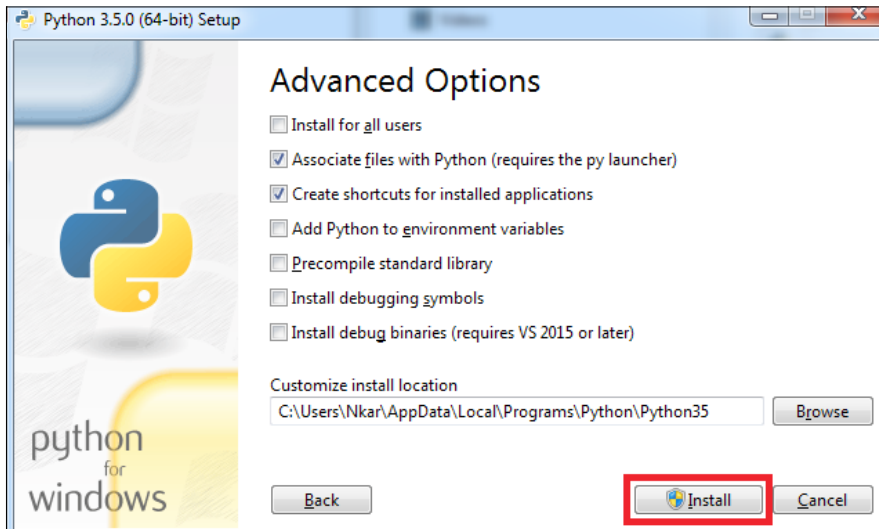 Python 3.5.0 (64-bit) Setup
Advanced Options
Install for all users
Associate files with Python (requires the py launcher)
Create shortcuts for installed applications
Add Python to environment variables
Precompile standard library
Install debugging symbols
Install debug binaries (requires VS 2015 or later)
Customize install location
C:\Users\Nkar\AppData\Local\Programs\Python\Python35
Browse
python
for
windows
Back
Install
Cancel